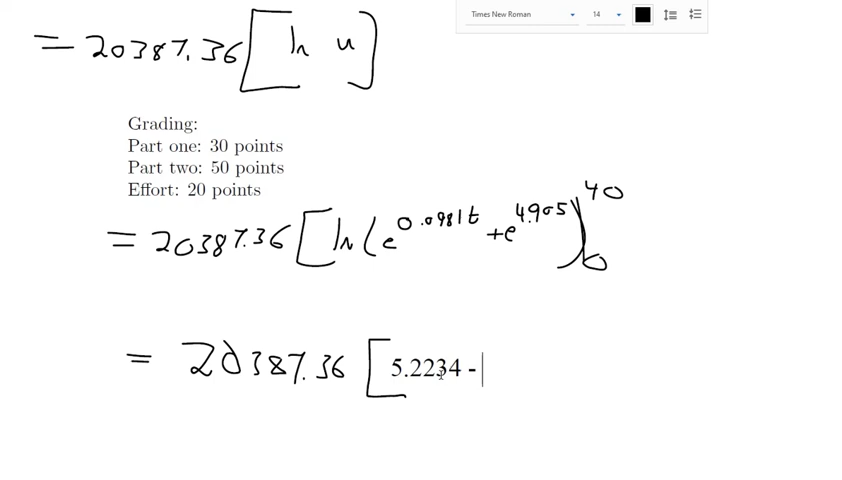 Times New Roman 14
= 20387.36 [ ln u ]
Grading:
Part one: 30 points
Part two: 50 points
Effort: 20 points
= 20387.36 [ ln ( e^0.0981t + e^4.905 ) ^40 _0
= 20387.36 [ 5.2234 -